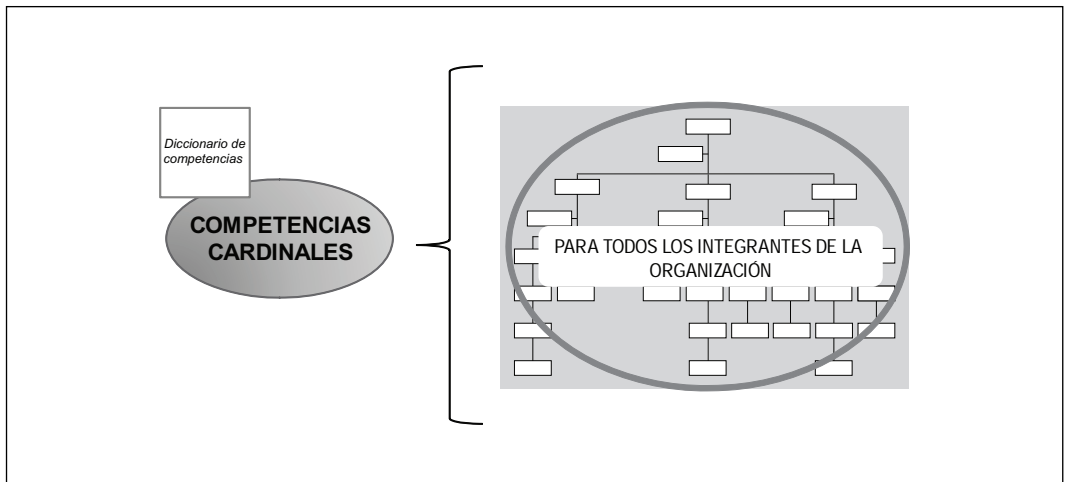 Diccionario de
competencias
COMPETENCIAS
CARDINALES
PARA TODOS LOS INTEGRANTES DE LA
ORGANIZACIÓN